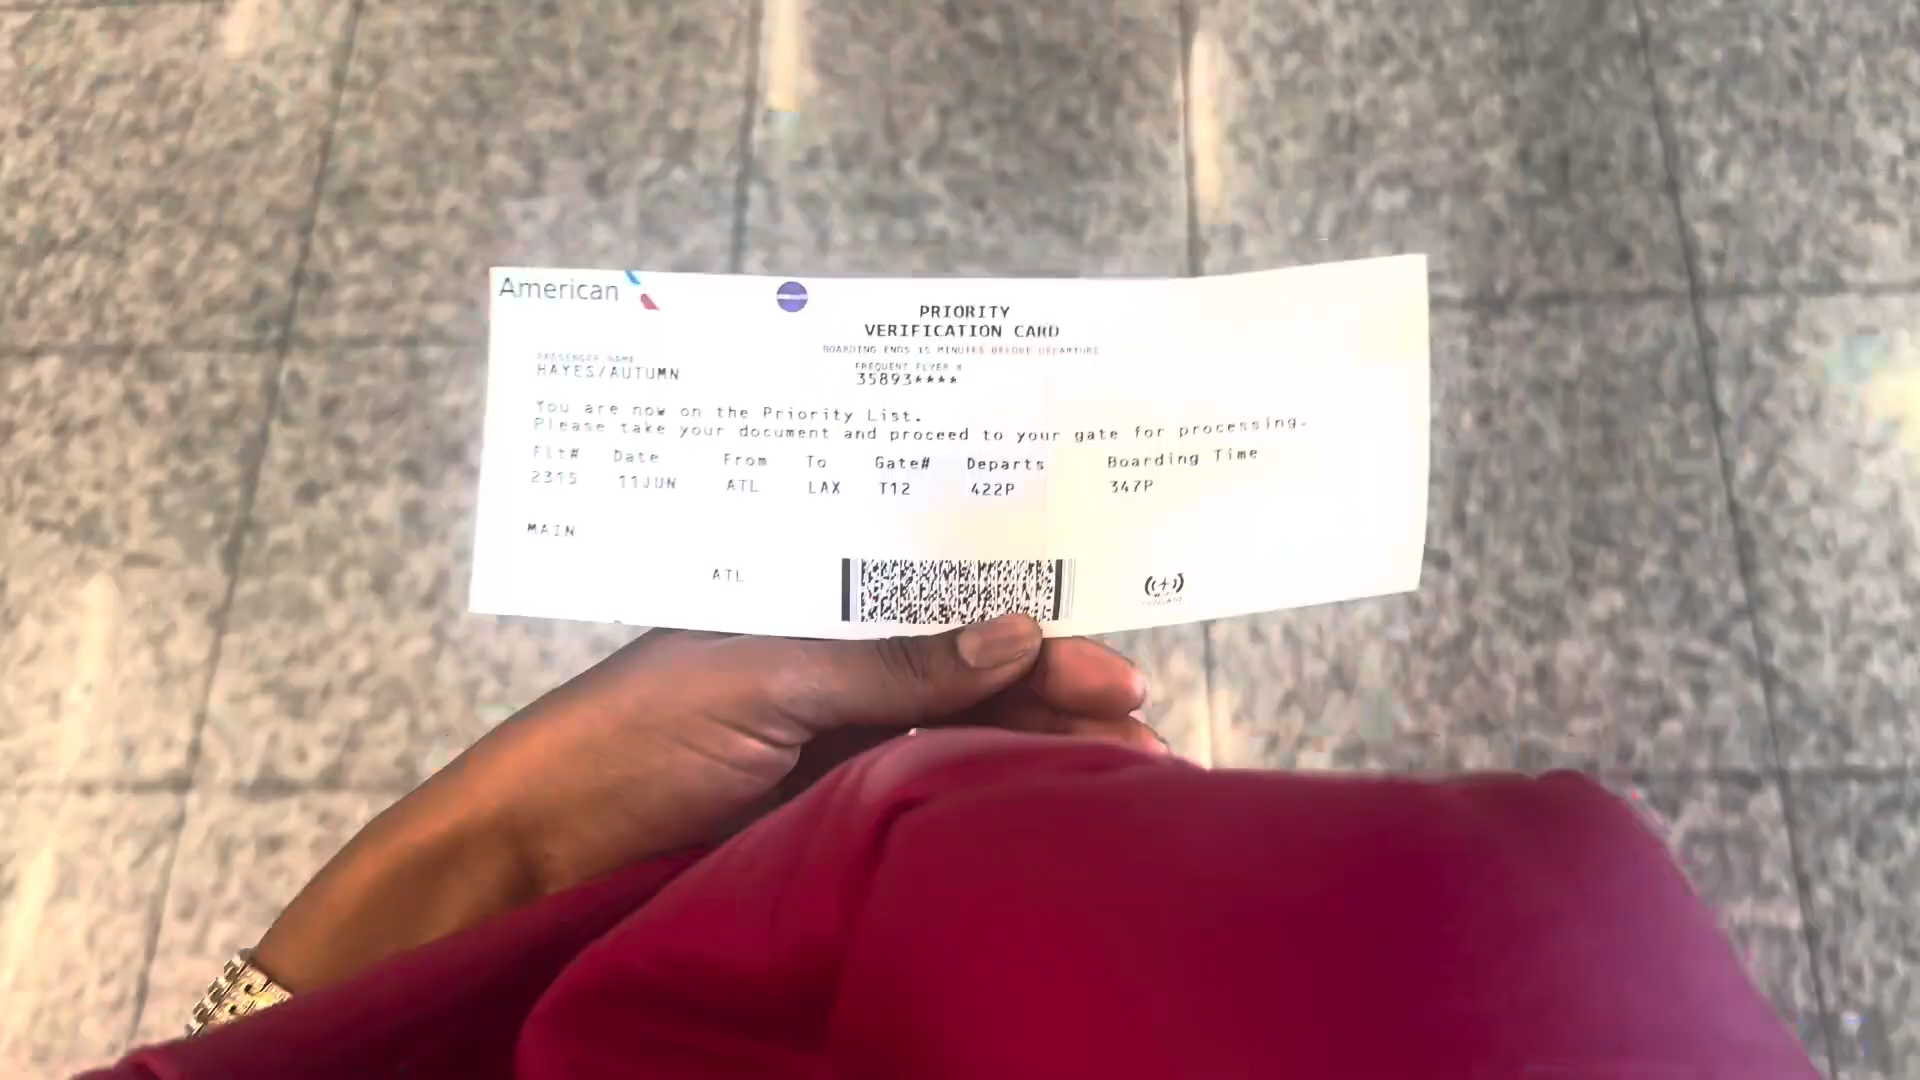 American
PRIORITY
VERIFICATION CARD
BOARDING ENDS 15 MINUTES BEFORE DEPARTURE
PASSENGER NAME
HAYES/AUTUMN
FREQUENT FLYER #
35893****
You are now on the Priority List.
Please take your document and proceed to your gate for processing.
Flt# Date From To Gate# Departs Boarding Time
2315 11JUN ATL LAX T12 422P 347P
MAIN
ATL